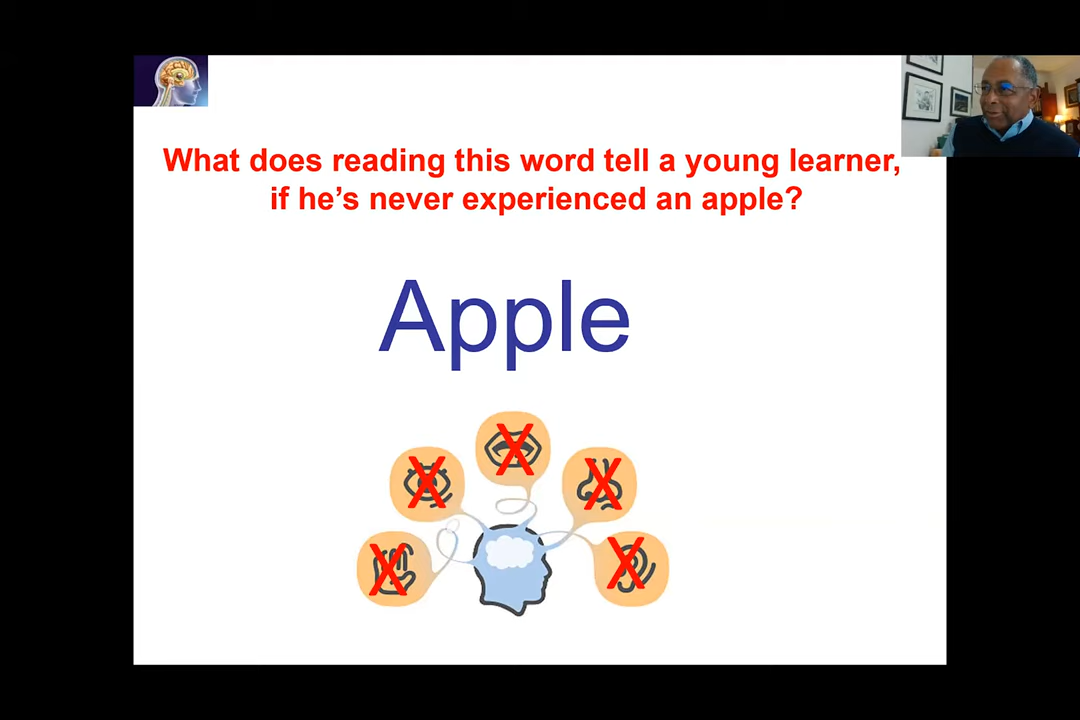 What does reading this word tell a young learner,
if he’s never experienced an apple?
Apple
X
X
X
X
X